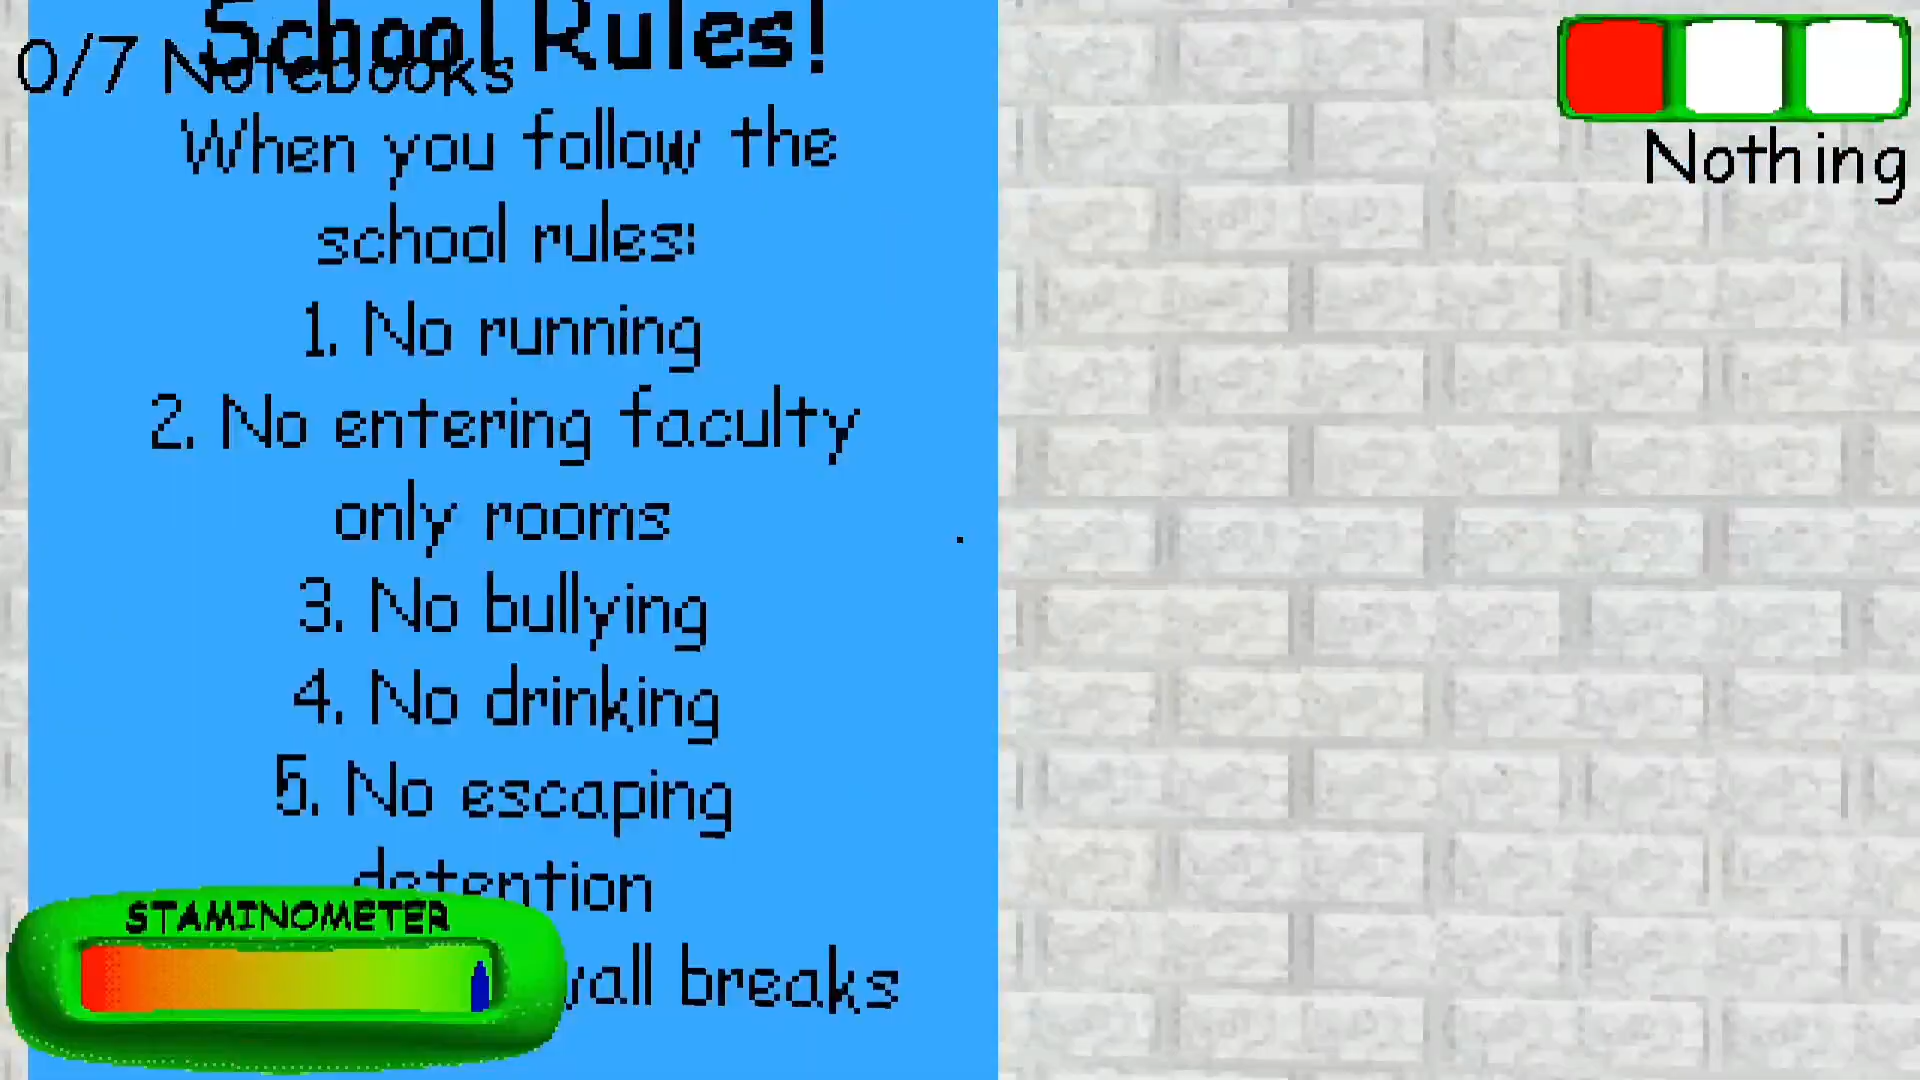 School Rules!
0/7 Notebooks
When you follow the
school rules:
1. No running
2. No entering faculty
only rooms
3. No bullying
4. No drinking
5. No escaping
detention
breaks
STAMINOMETER
Nothing